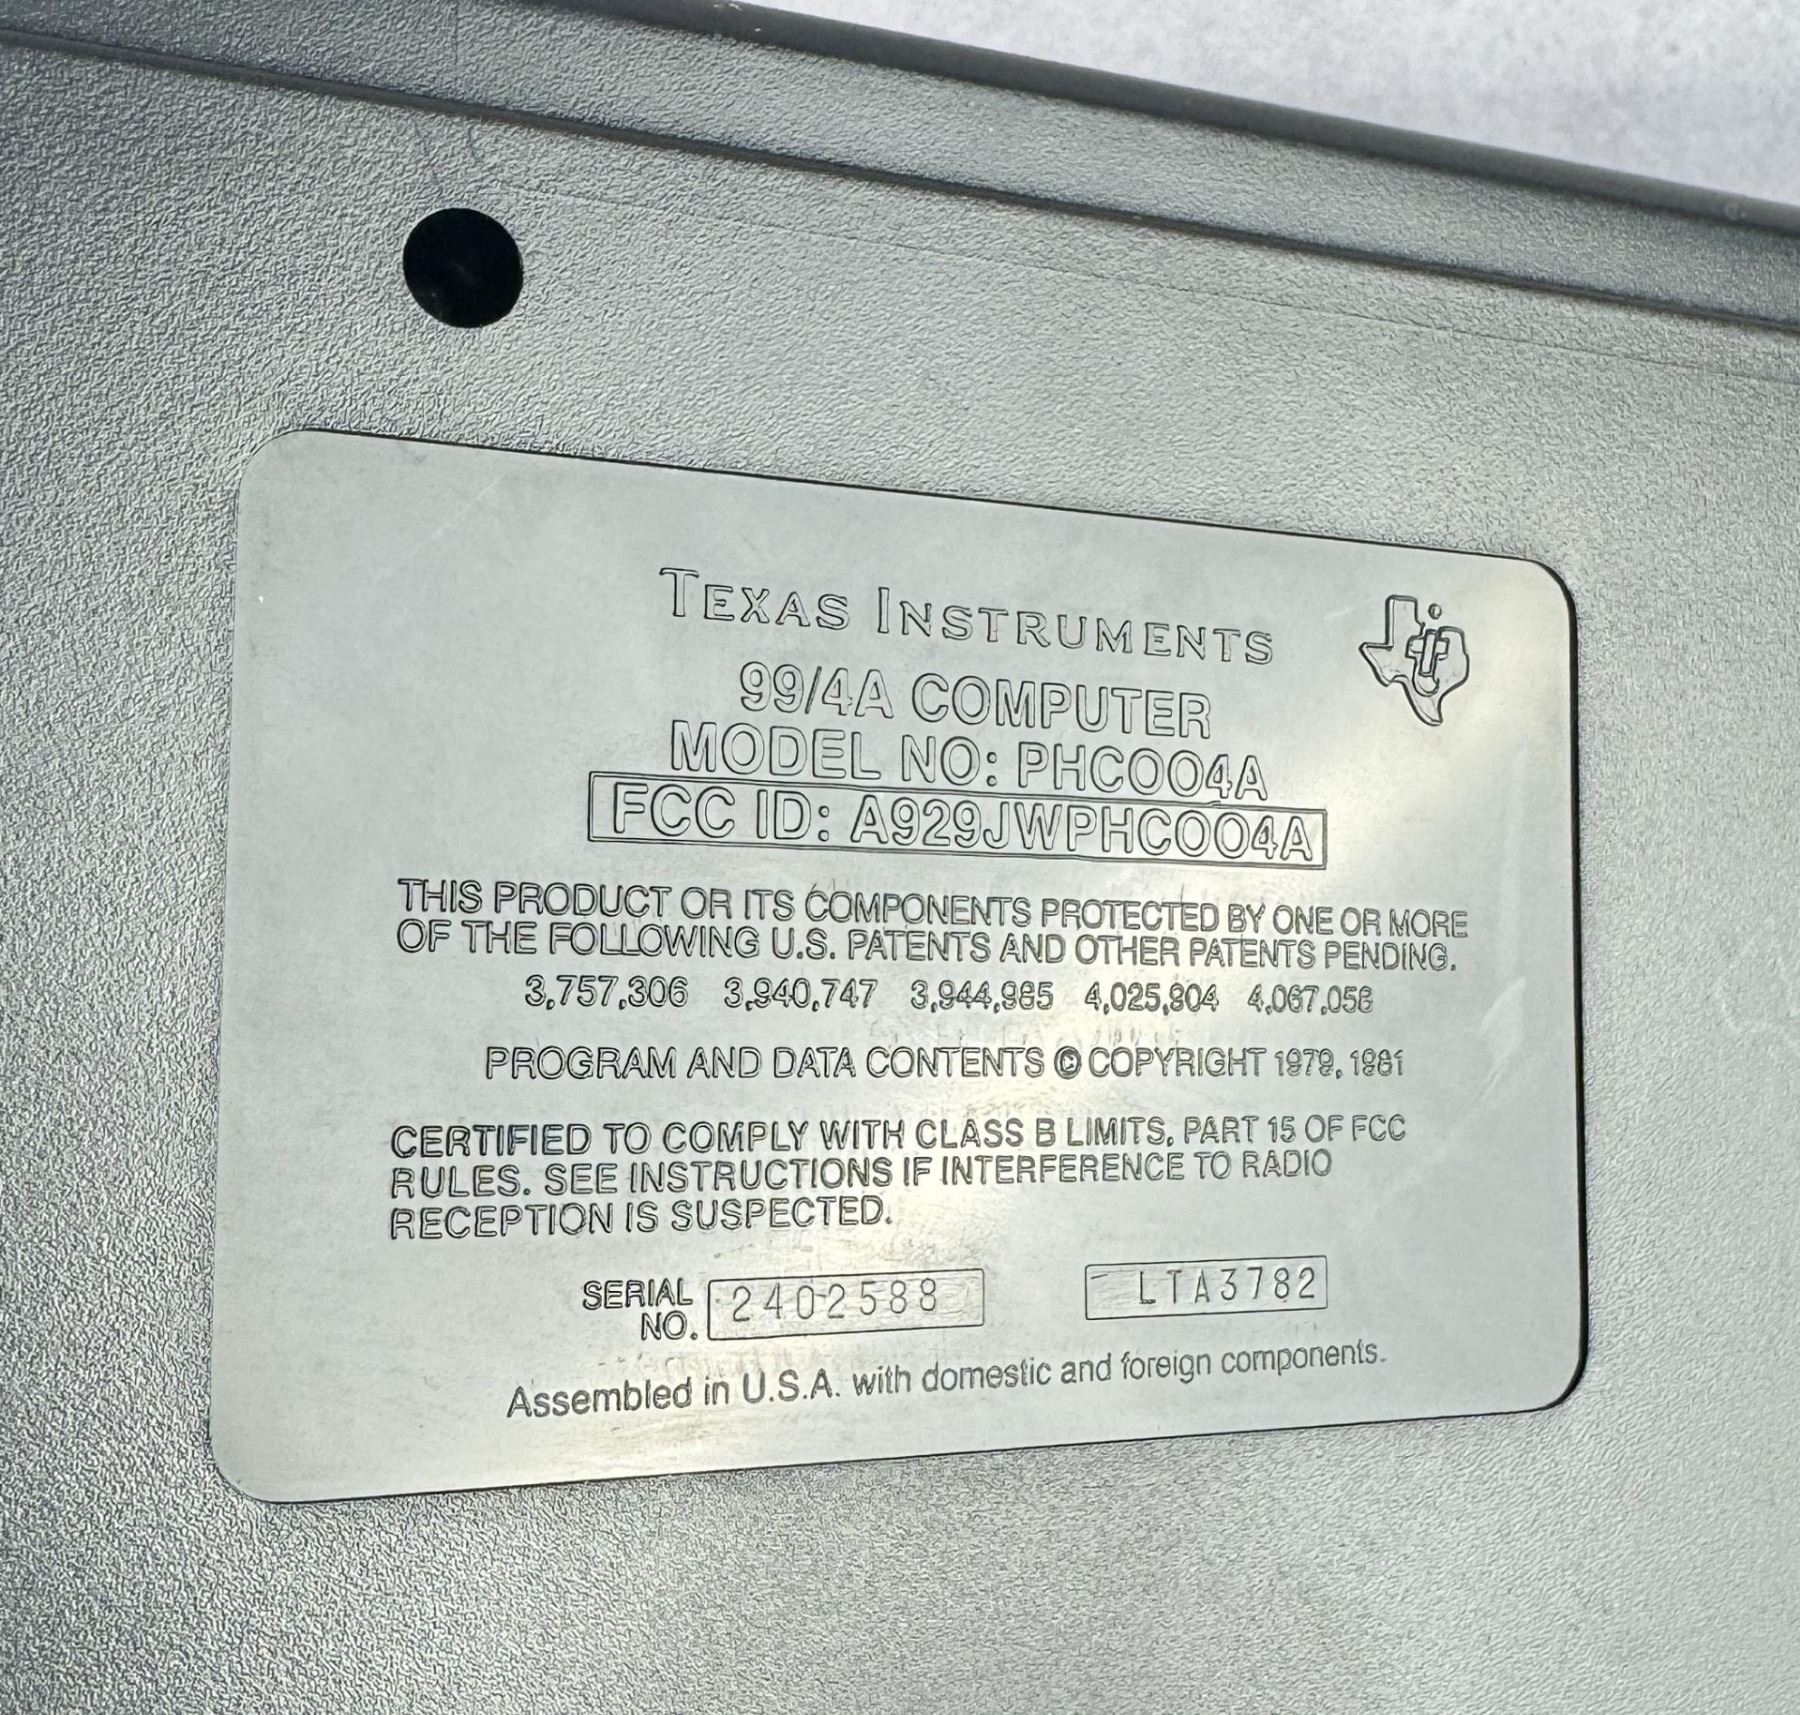 TEXAS INSTRUMENTS
99/4A COMPUTER
MODEL NO: PHC004A
FCC ID: A929JWPHC004A
THIS PRODUCT OR ITS COMPONENTS PROTECTED BY ONE OR MORE
OF THE FOLLOWING U.S. PATENTS AND OTHER PATENTS PENDING.
3,757,306 3,940,747 3,944,985 4,025,904 4,067,058
PROGRAM AND DATA CONTENTS © COPYRIGHT 1979, 1981
CERTIFIED TO COMPLY WITH CLASS B LIMITS, PART 15 OF FCC
RULES. SEE INSTRUCTIONS IF INTERFERENCE TO RADIO
RECEPTION IS SUSPECTED.
SERIAL NO. 2402588 LTA3782
Assembled in U.S.A. with domestic and foreign components.